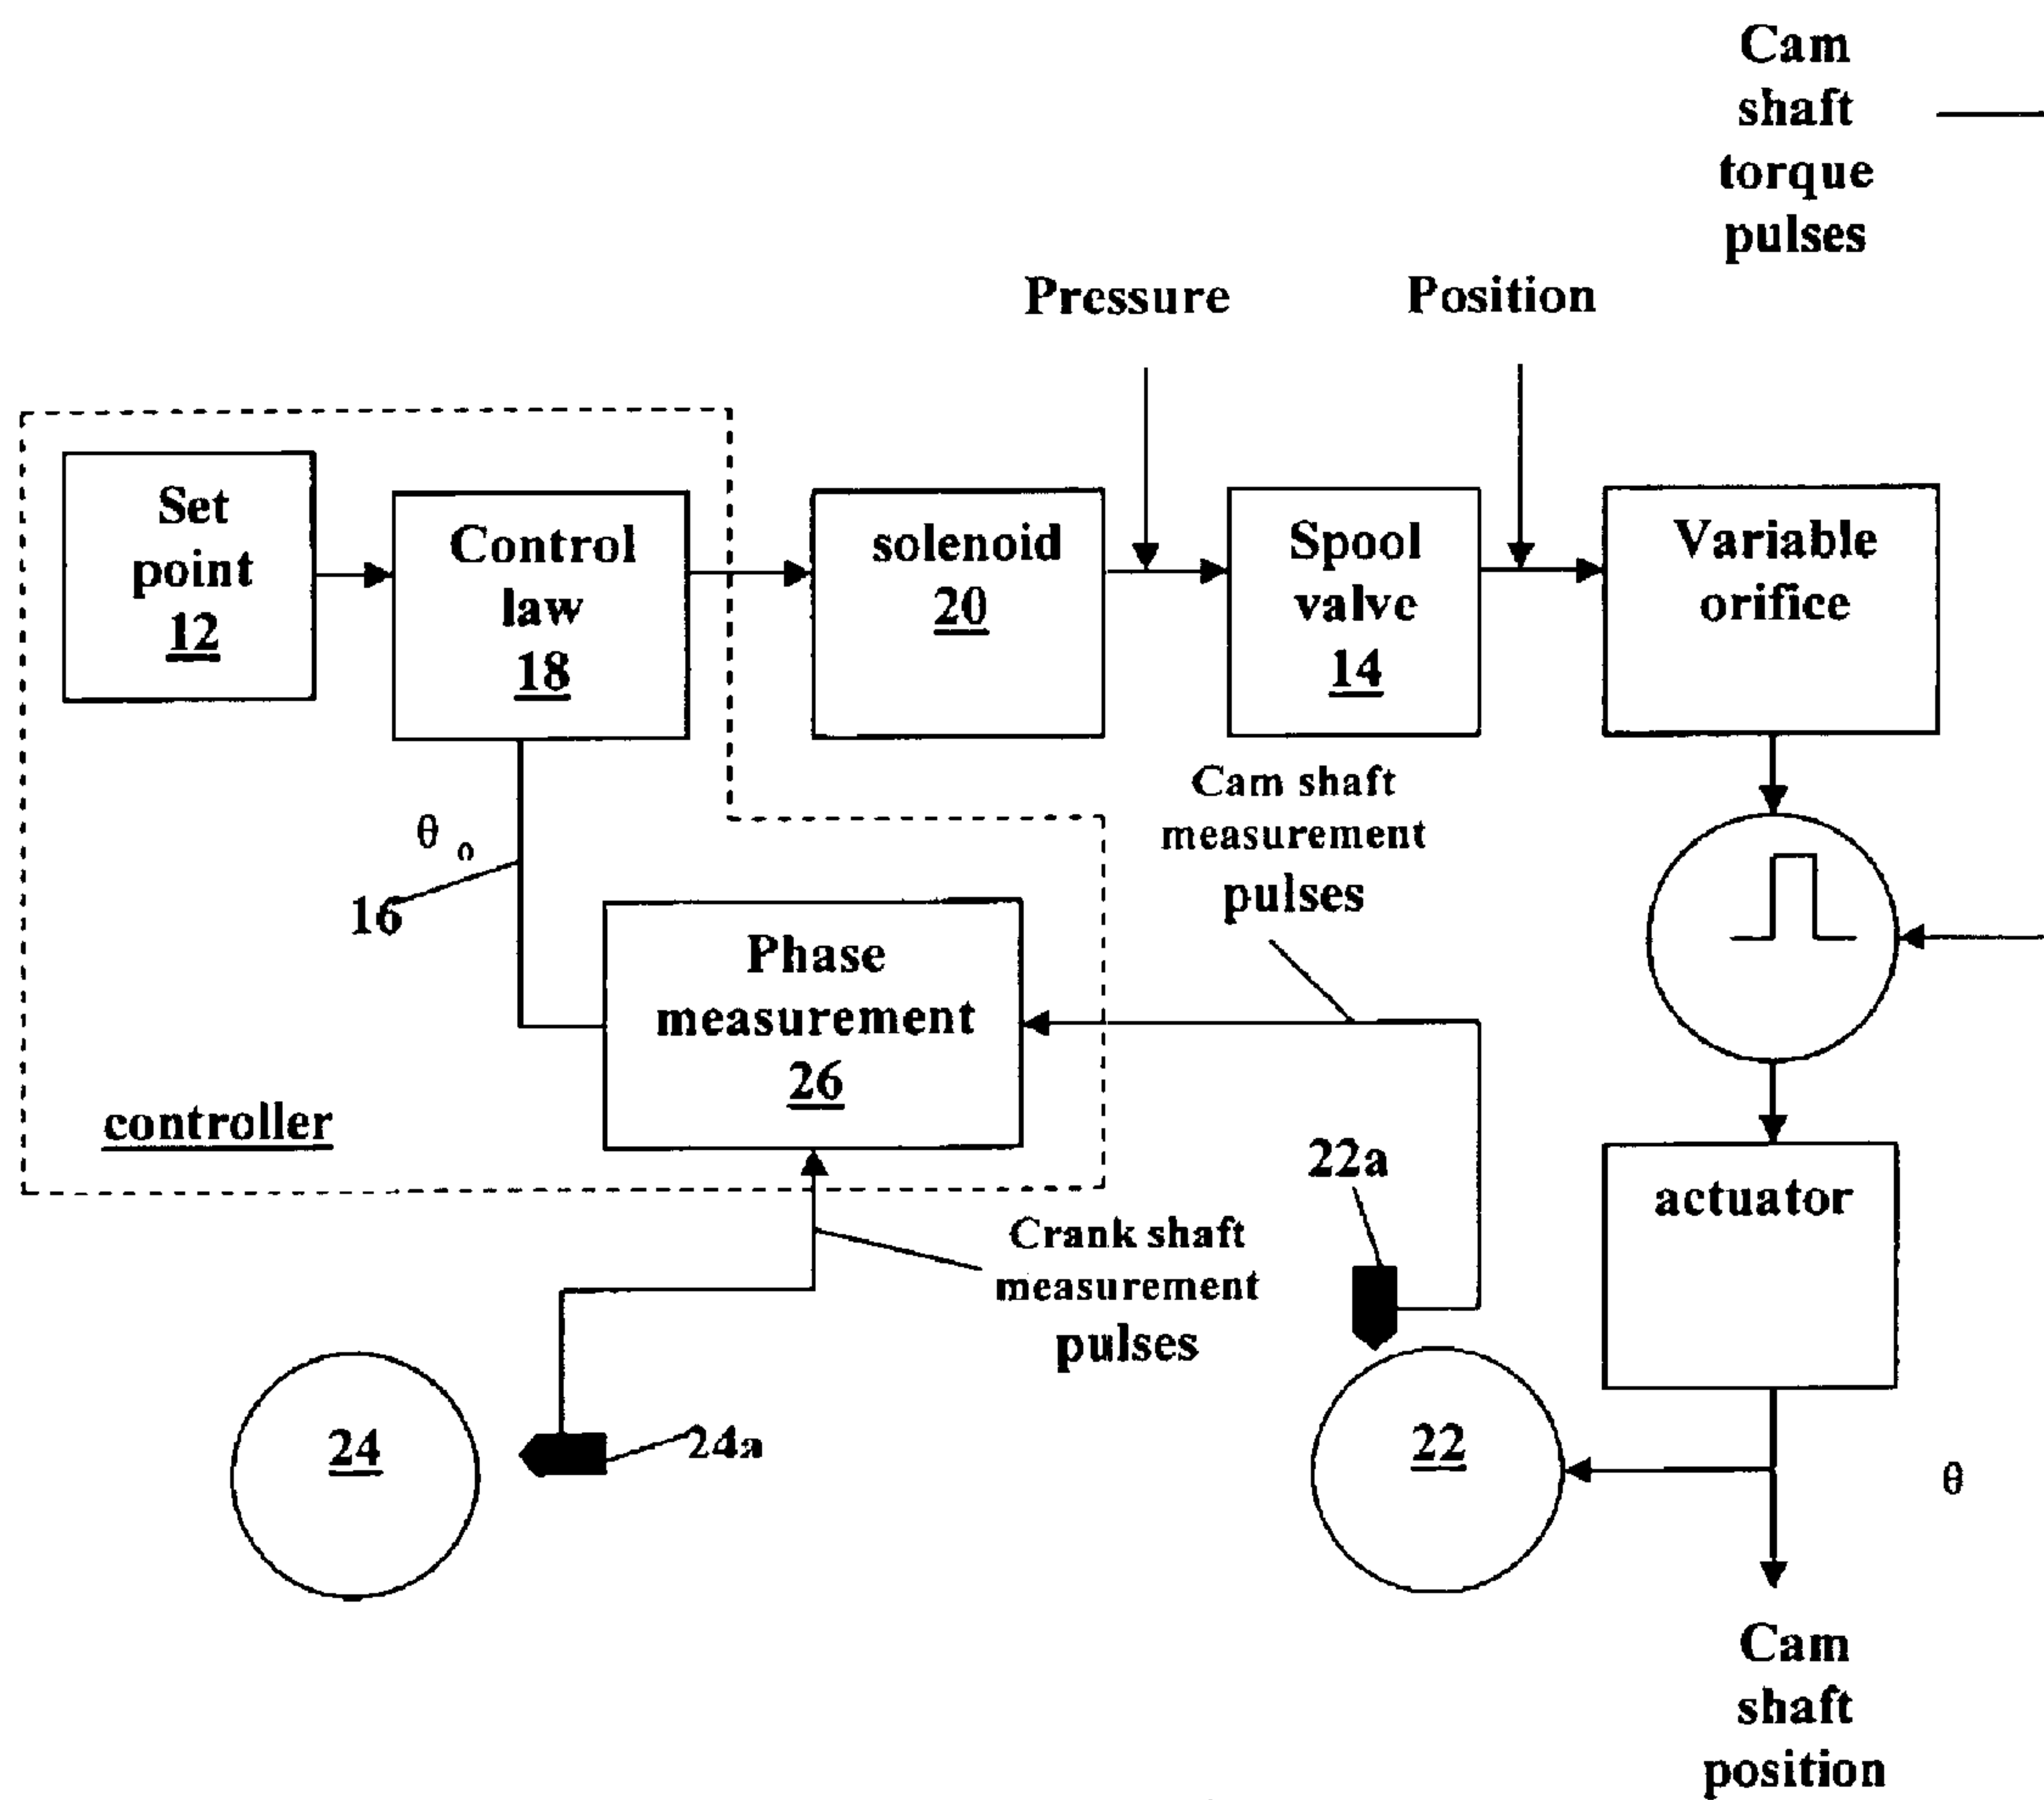 Cam
shaft
torque
pulses
Pressure
Position
Set
point
12
Control
law
18
solenoid
20
Spool
valve
14
Variable
orifice
Cam shaft
measurement
pulses
θ o
16
Phase
measurement
26
controller
22a
actuator
Crank shaft
measurement
pulses
24
24a
22
θ
Cam
shaft
position